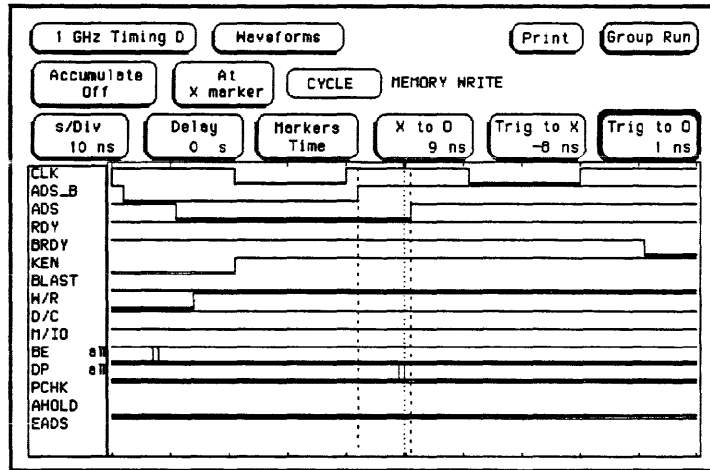 1 GHz Timing D Waveforms Print Group Run
Accumulate Off At X marker CYCLE MEMORY WRITE
s/Div 10 ns Delay 0 s Markers Time X to O 9 ns Trig to X -8 ns Trig to O 1 ns
CLK
ADS_B
ADS
RDY
BRDY
KEN
BLAST
W/R
D/C
M/IO
BE all
DP all
PCHK
AHOLD
EADS